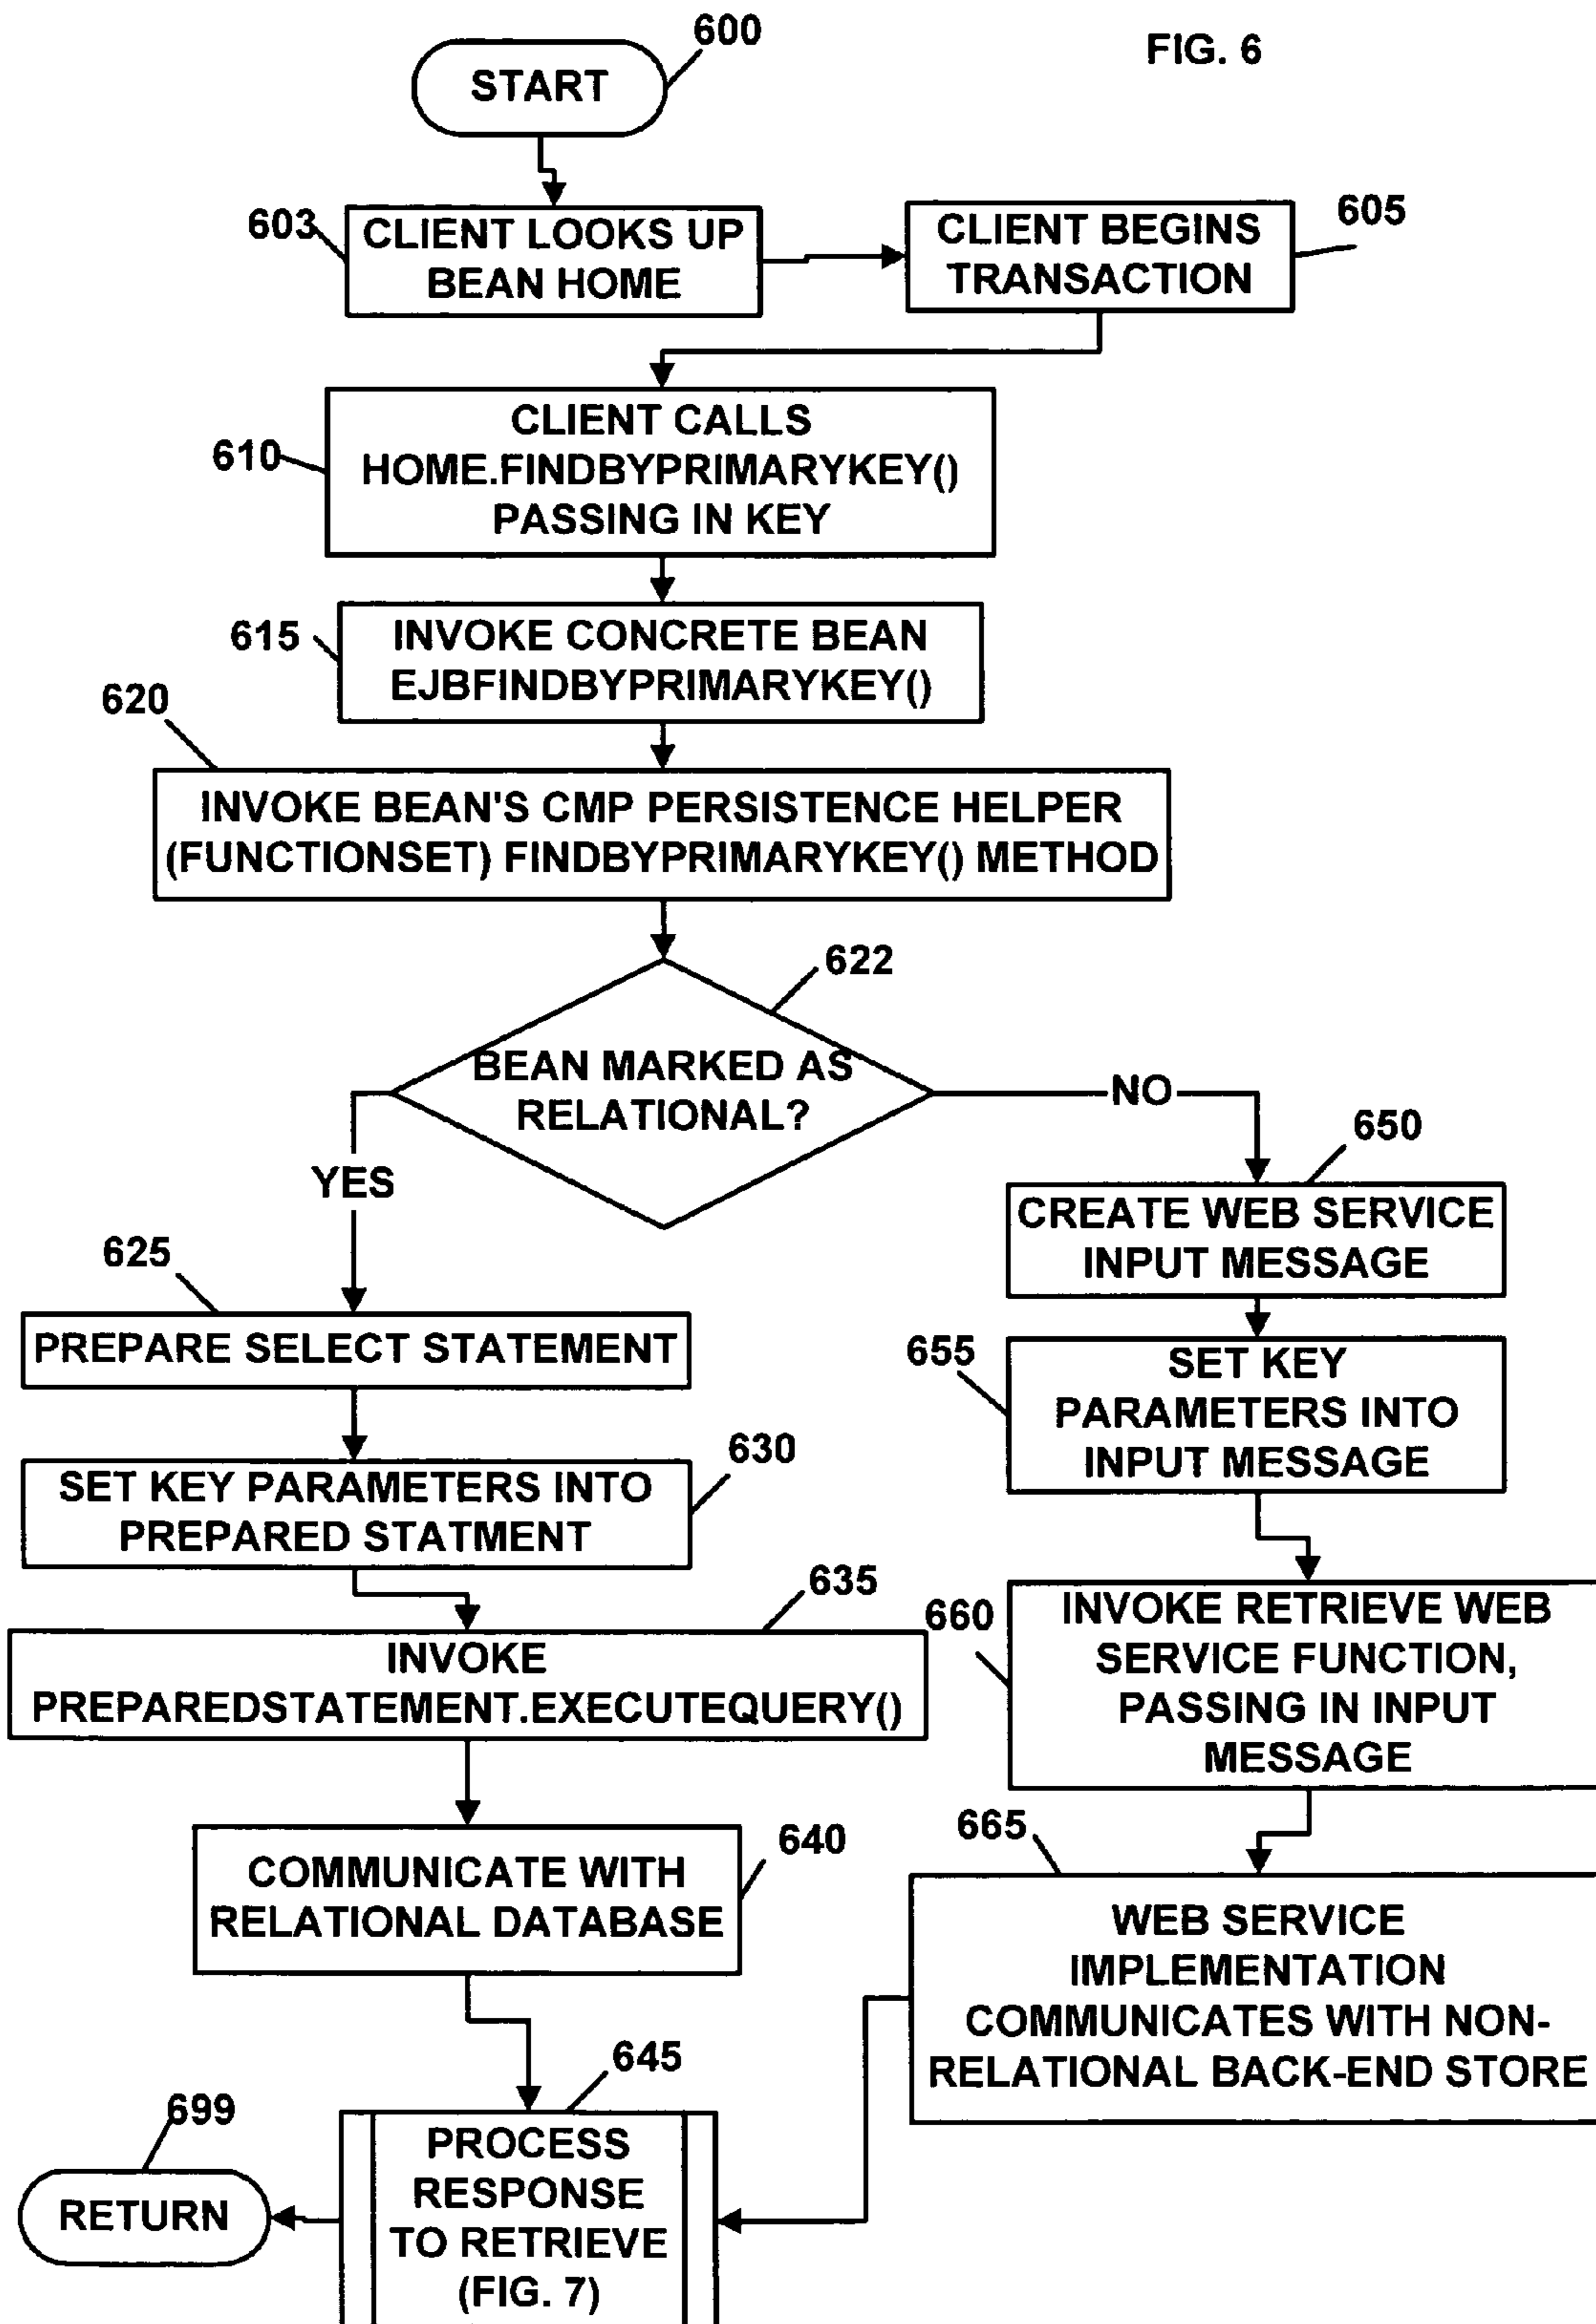 600
FIG. 6
START
603
CLIENT LOOKS UP
BEAN HOME
CLIENT BEGINS
TRANSACTION
605
610
CLIENT CALLS
HOME.FINDBYPRIMARYKEY()
PASSING IN KEY
615
INVOKE CONCRETE BEAN
EJBFINDBYPRIMARYKEY()
620
INVOKE BEAN'S CMP PERSISTENCE HELPER
(FUNCTIONSET) FINDBYPRIMARYKEY() METHOD
622
BEAN MARKED AS
RELATIONAL?
YES
NO
625
PREPARE SELECT STATEMENT
630
SET KEY PARAMETERS INTO
PREPARED STATMENT
635
INVOKE
PREPAREDSTATEMENT.EXECUTEQUERY()
640
COMMUNICATE WITH
RELATIONAL DATABASE
650
CREATE WEB SERVICE
INPUT MESSAGE
655
SET KEY
PARAMETERS INTO
INPUT MESSAGE
660
INVOKE RETRIEVE WEB
SERVICE FUNCTION,
PASSING IN INPUT
MESSAGE
665
WEB SERVICE
IMPLEMENTATION
COMMUNICATES WITH NON-
RELATIONAL BACK-END STORE
645
PROCESS
RESPONSE
TO RETRIEVE
(FIG. 7)
699
RETURN